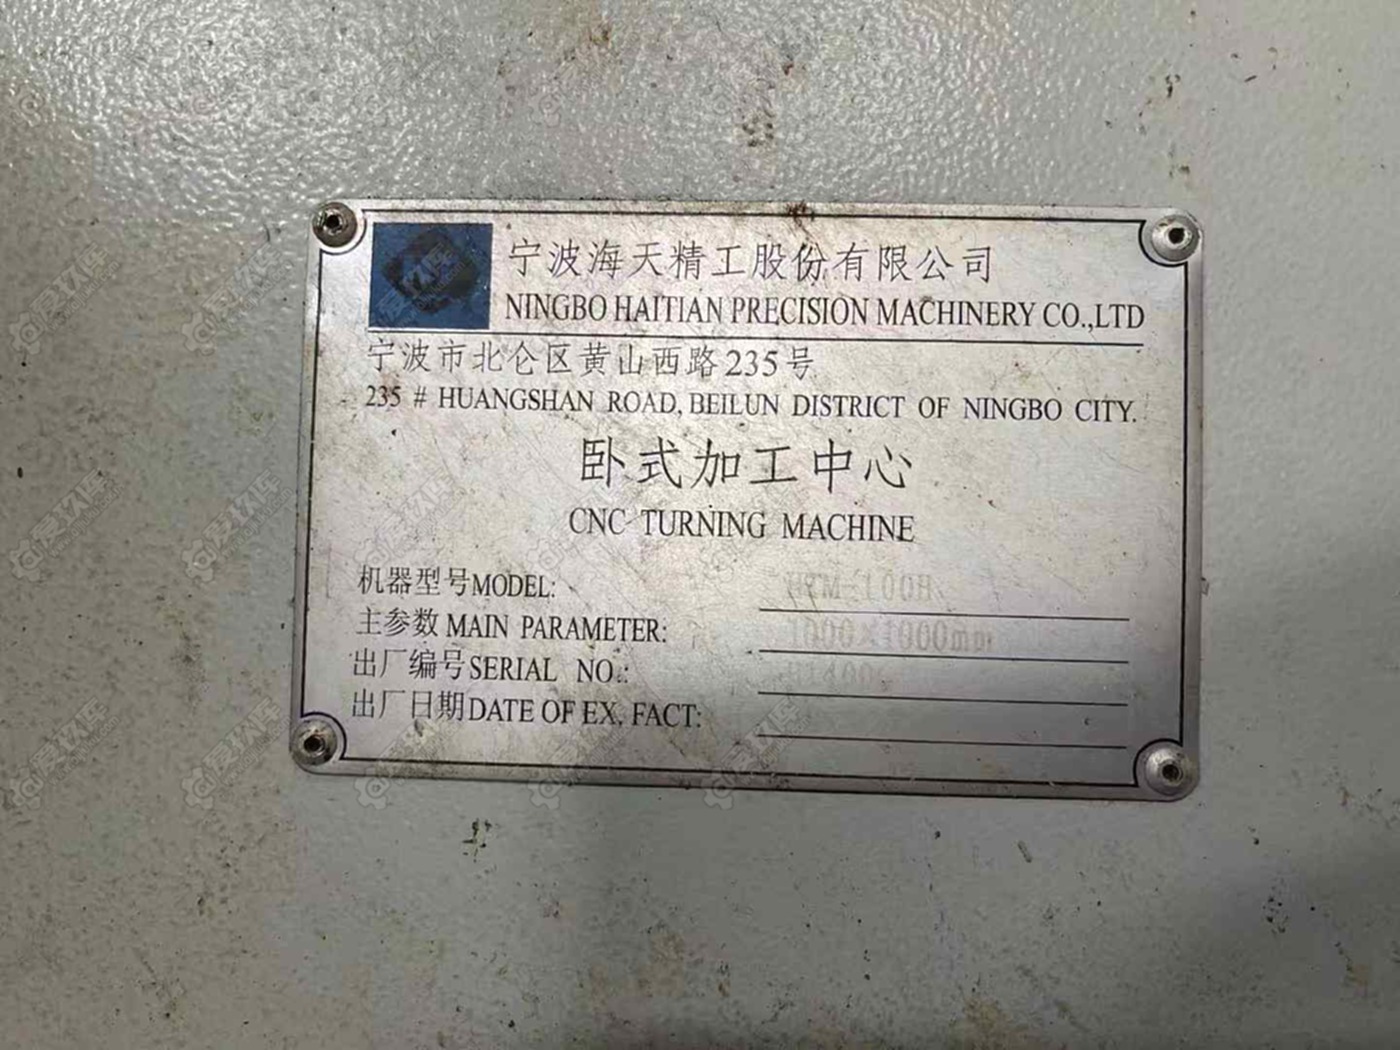 宁波海天精工股份有限公司
NINGBO HAITIAN PRECISION MACHINERY CO.,LTD
宁波市北仑区黄山西路235号
235 # HUANGSHAN ROAD, BEILUN DISTRICT OF NINGBO CITY.
卧式加工中心
CNC TURNING MACHINE
机器型号MODEL:
主参数 MAIN PARAMETER: 1000×1000mm
出厂编号SERIAL NO.:
出厂日期DATE OF EX. FACT: